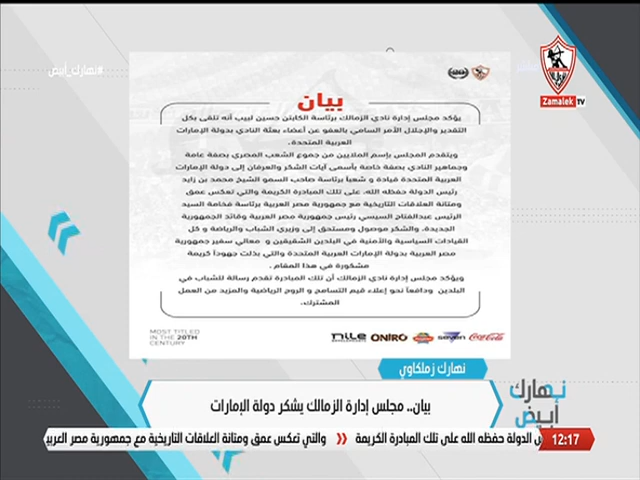 #نهارك_أبيض
Zamalek TV
بيان
يؤكد مجلس إدارة نادي الزمالك برئاسة الكابتن حسين لبيب أنه تلقى بكل
التقدير والإجلال الأمر السامي بالعفو عن أعضاء بعثة النادي بدولة الإمارات
العربية المتحدة.
ويتقدم المجلس بإسم الملايين من جموع الشعب المصري بصفة عامة
وجماهير النادي بصفة خاصة بأسمى آيات الشكر والعرفان إلى دولة الإمارات
العربية المتحدة قيادة و شعباً برئاسة صاحب السمو الشيخ محمد بن زايد
رئيس الدولة حفظه الله، على تلك المبادرة الكريمة والتي تعكس عمق
ومتانة العلاقات التاريخية مع جمهورية مصر العربية برئاسة فخامة السيد
الرئيس عبدالفتاح السيسي رئيس جمهورية مصر العربية وقائد الجمهورية
الجديدة، والشكر موصول ومستحق إلى وزيري الشباب والرياضة و كل
القيادات السياسية والأمنية في البلدين الشقيقين و معالي سفير جمهورية
مصر العربية بدولة الإمارات العربية المتحدة والتي بذلت جهوداً كريمة
مشكورة في هذا المقام .
ويؤكد مجلس إدارة نادي الزمالك أن تلك المبادرة تقدم رسالة للشباب في
البلدين ودافعاً نحو إعلاء قيم التسامح و الروح الرياضية والمزيد من العمل
المشترك.
MOST TITLED
IN THE 20TH
CENTURY
nile
ONIRO
seven
Coca-Cola
نهارك زملكاوي
بيان.. مجلس إدارة الزمالك يشكر دولة الإمارات
نهارك
أبيض
12:17
س الدولة حفظه الله على تلك المبادرة الكريمة » والتي تعكس عمق ومتانة العلاقات التاريخية مع جمهورية مصر العربي